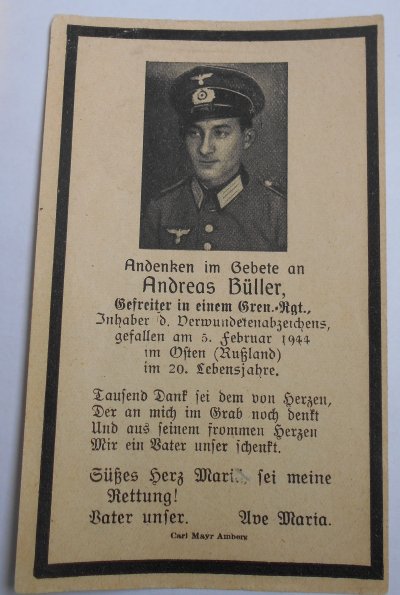 Andenken im Gebete an
Andreas Büller,
Gefreiter in einem Gren.-Rgt.,
Inhaber d. Verwundetenabzeichens,
gefallen am 5. Februar 1944
im Osten (Rußland)
im 20. Lebensjahre.
Tausend Dank sei dem von Herzen,
Der an mich im Grab noch denkt
Und aus seinem frommen Herzen
Mir ein Vater unser schenkt.
Süßes Herz Mariä, sei meine
Rettung!
Vater unser. Ave Maria.
Carl Mayr Amberg